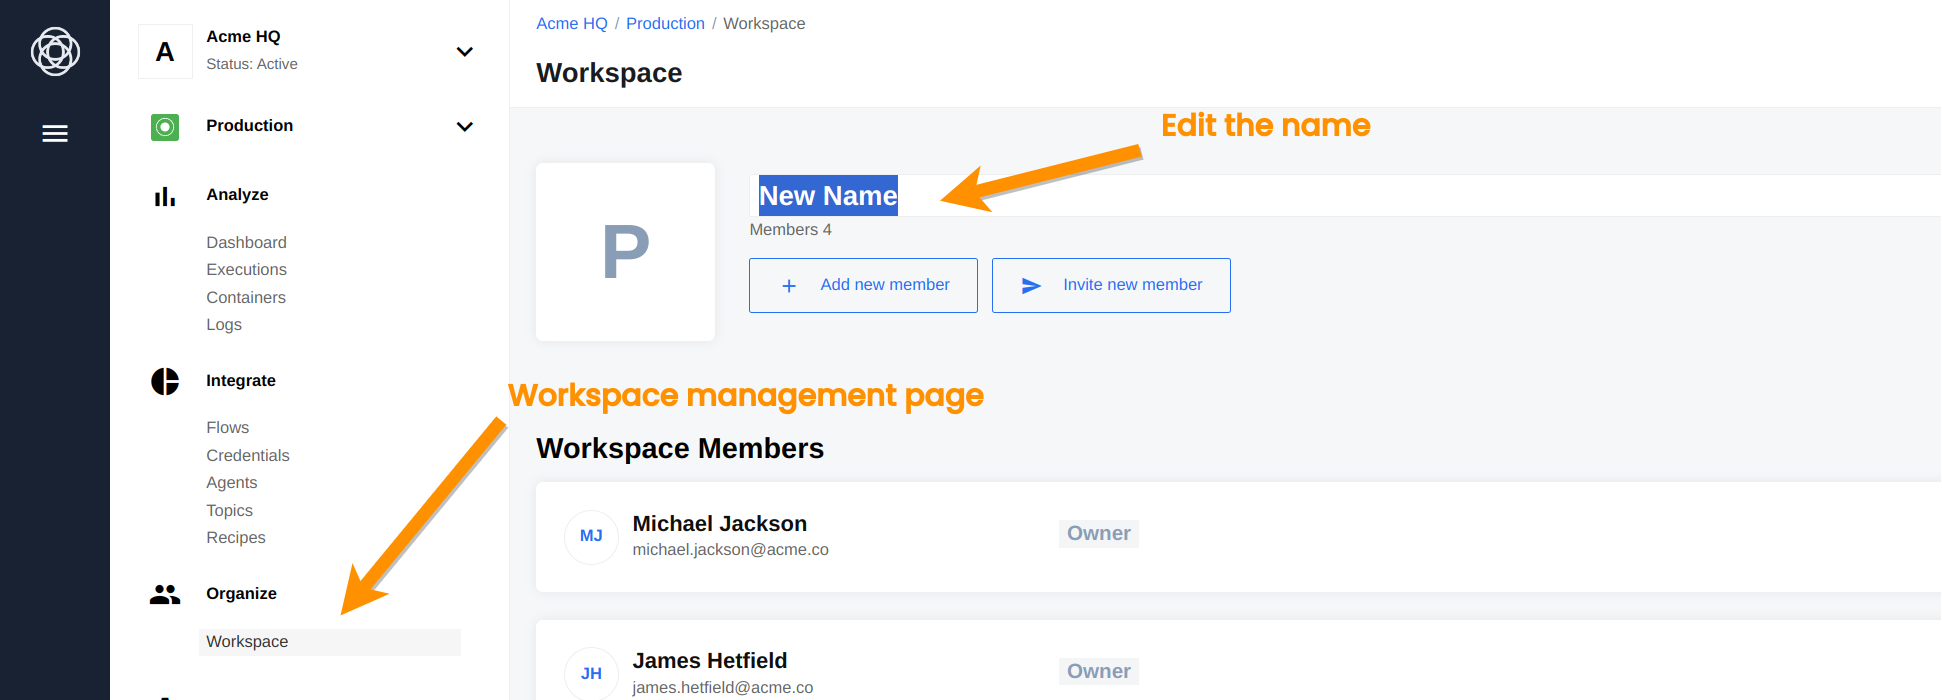 A
Acme HQ
Status: Active
Production
Analyze
Dashboard
Executions
Containers
Logs
Integrate
Flows
Credentials
Agents
Topics
Recipes
Organize
Workspace
Acme HQ / Production / Workspace
Workspace
Edit the name
P
New Name
Members 4
Add new member
Invite new member
Workspace management page
Workspace Members
MJ
Michael Jackson
michael.jackson@acme.co
Owner
JH
James Hetfield
james.hetfield@acme.co
Owner